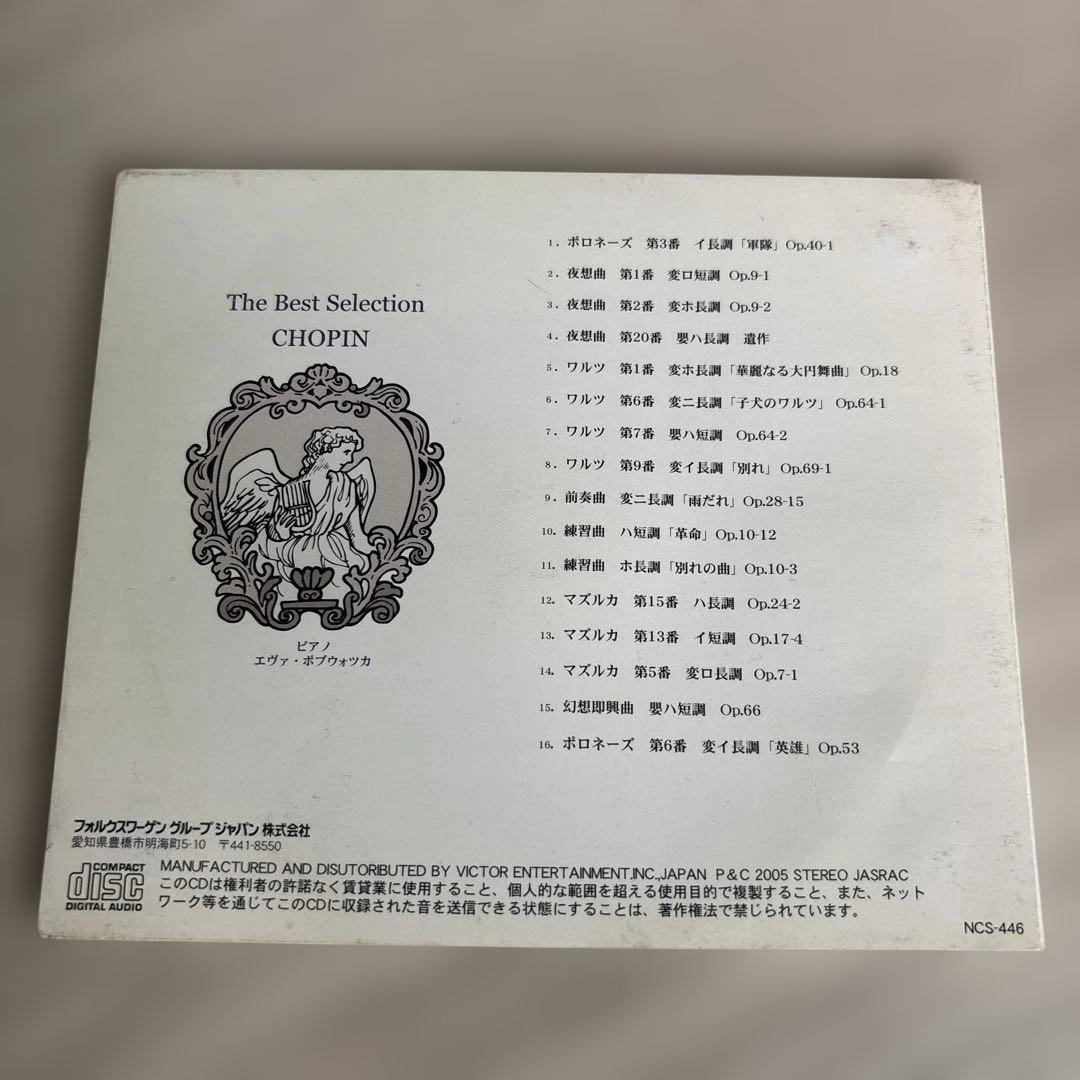 The Best Selection
CHOPIN
ピアノ
エヴァ・ポブウォツカ
1. ポロネーズ 第3番 イ長調「軍隊」Op.40-1
2. 夜想曲 第1番 変ロ短調 Op.9-1
3. 夜想曲 第2番 変ホ長調 Op.9-2
4. 夜想曲 第20番 嬰ハ長調 遺作
5. ワルツ 第1番 変ホ長調「華麗なる大円舞曲」 Op.18
6. ワルツ 第6番 変ニ長調「子犬のワルツ」 Op.64-1
7. ワルツ 第7番 嬰ハ短調 Op.64-2
8. ワルツ 第9番 変イ長調「別れ」 Op.69-1
9. 前奏曲 変ニ長調「雨だれ」Op.28-15
10. 練習曲 ハ短調「革命」Op.10-12
11. 練習曲 ホ長調「別れの曲」Op.10-3
12. マズルカ 第15番 ハ長調 Op.24-2
13. マズルカ 第13番 イ短調 Op.17-4
14. マズルカ 第5番 変ロ長調 Op.7-1
15. 幻想即興曲 嬰ハ短調 Op.66
16. ポロネーズ 第6番 変イ長調「英雄」Op.53
フォルクスワーゲン グループ ジャパン 株式会社
愛知県豊橋市明海町5-10 〒441-8550
COMPACT
disc
DIGITAL AUDIO
MANUFACTURED AND DISUTORIBUTED BY VICTOR ENTERTAINMENT,INC.,JAPAN P&C 2005 STEREO JASRAC
このCDは権利者の許諾なく賃貸業に使用すること、個人的な範囲を超える使用目的で複製すること、また、ネット
ワーク等を通じてこのCDに収録された音を送信できる状態にすることは、著作権法で禁じられています。
NCS-446